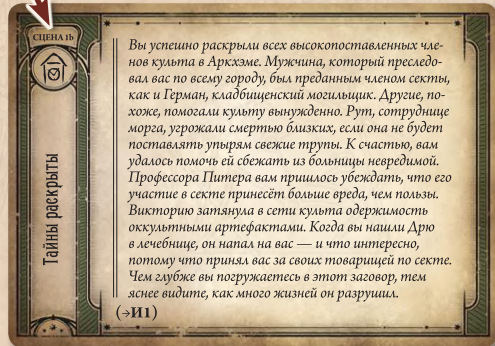 СЦЕНА 1b
Тайны раскрыты
Вы успешно раскрыли всех высокопоставленных чле-
нов культа в Аркхэме. Мужчина, который преследо-
вал вас по всему городу, был преданным членом секты,
как и Герман, кладбищенский могильщик. Другие, по-
хоже, помогали культу вынужденно. Рут, сотруднице
морга, угрожали смертью близких, если она не будет
поставлять упырям свежие трупы. К счастью, вам
удалось помочь ей сбежать из больницы невредимой.
Профессора Питера вам пришлось убеждать, что его
участие в секте принесёт больше вреда, чем пользы.
Викторию затянула в сети культа одержимость
оккультными артефактами. Когда вы нашли Дрю
в лечебнице, он напал на вас — и что интересно,
потому что принял вас за своих товарищей по секте.
Чем глубже вы погружаетесь в этот заговор, тем
яснее видите, как много жизней он разрушил.
(→И1)